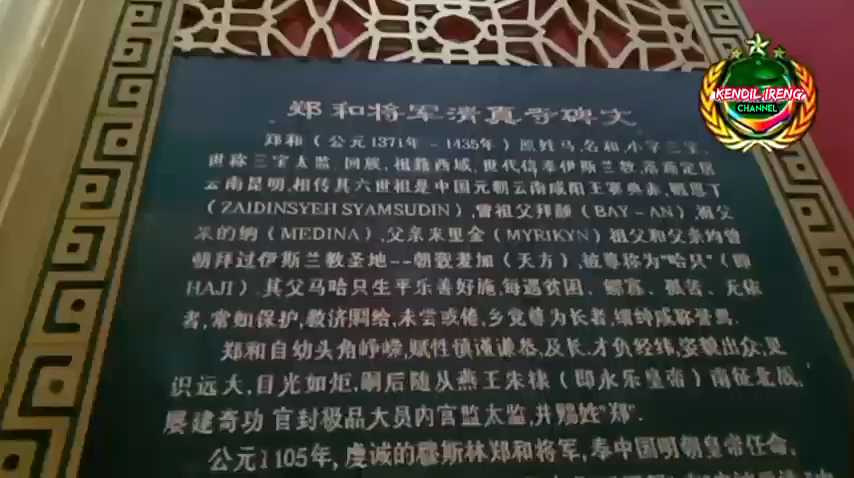 KENDIL IRENG
CHANNEL
郑和将军清真寺碑文
郑和（公元1371年－1435年）原姓马，名和，小字三宝，
世称三宝太监，回族，祖籍西域，世代信奉伊斯兰教，落籍定居
云南昆明，相传其六世祖是中国元朝云南咸阳王赛典赤，赡思丁
（ZAIDINSYEH SYAMSUDIN），曾祖父拜颜（BAY－AN），祖父
米的纳（MEDINA），父亲米里金（MYRIKYN）祖父和父亲均曾
朝拜过伊斯兰教圣地--朝觐麦加（天方），被尊称为"哈只"（即
HAJI）．其父马哈只生平乐善好施，每遇贫困、鳏寡、孤苦、无依
者，常如保护，救济赒给，未尝或倦，乡党尊为长者，缙绅咸称誉焉．
郑和自幼头角峥嵘，赋性慎谨谦恭，及长，才负经纬，姿貌出众，见
识远大，目光如炬，嗣后随从燕王朱棣（即永乐皇帝）南征北战，
屡建奇功 官封极品大员内宫监太监，并赐姓"郑"．
公元1105年，虔诚的穆斯林郑和将军，奉中国明朝皇帝任命，